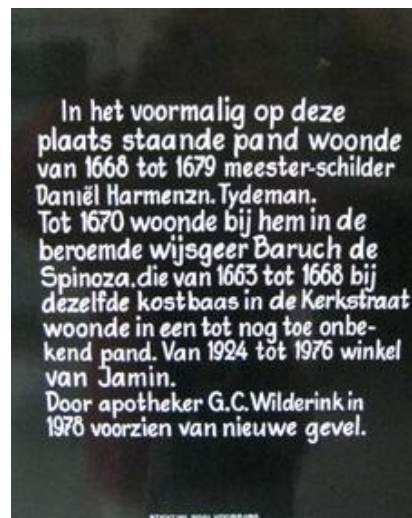 In het voormalig op deze
plaats staande pand woonde
van 1668 tot 1679 meester-schilder
Daniël Harmenzn. Tydeman.
Tot 1670 woonde bij hem in de
beroemde wijsgeer Baruch de
Spinoza.die van 1663 tot 1668 bij
dezelfde kostbaas in de Kerkstraat
woonde in een tot nog toe onbe-
kend pand. Van 1924 tot 1976 winkel
van Jamin.
Door apotheker G.C.Wilderink in
1978 voorzien van nieuwe gevel.